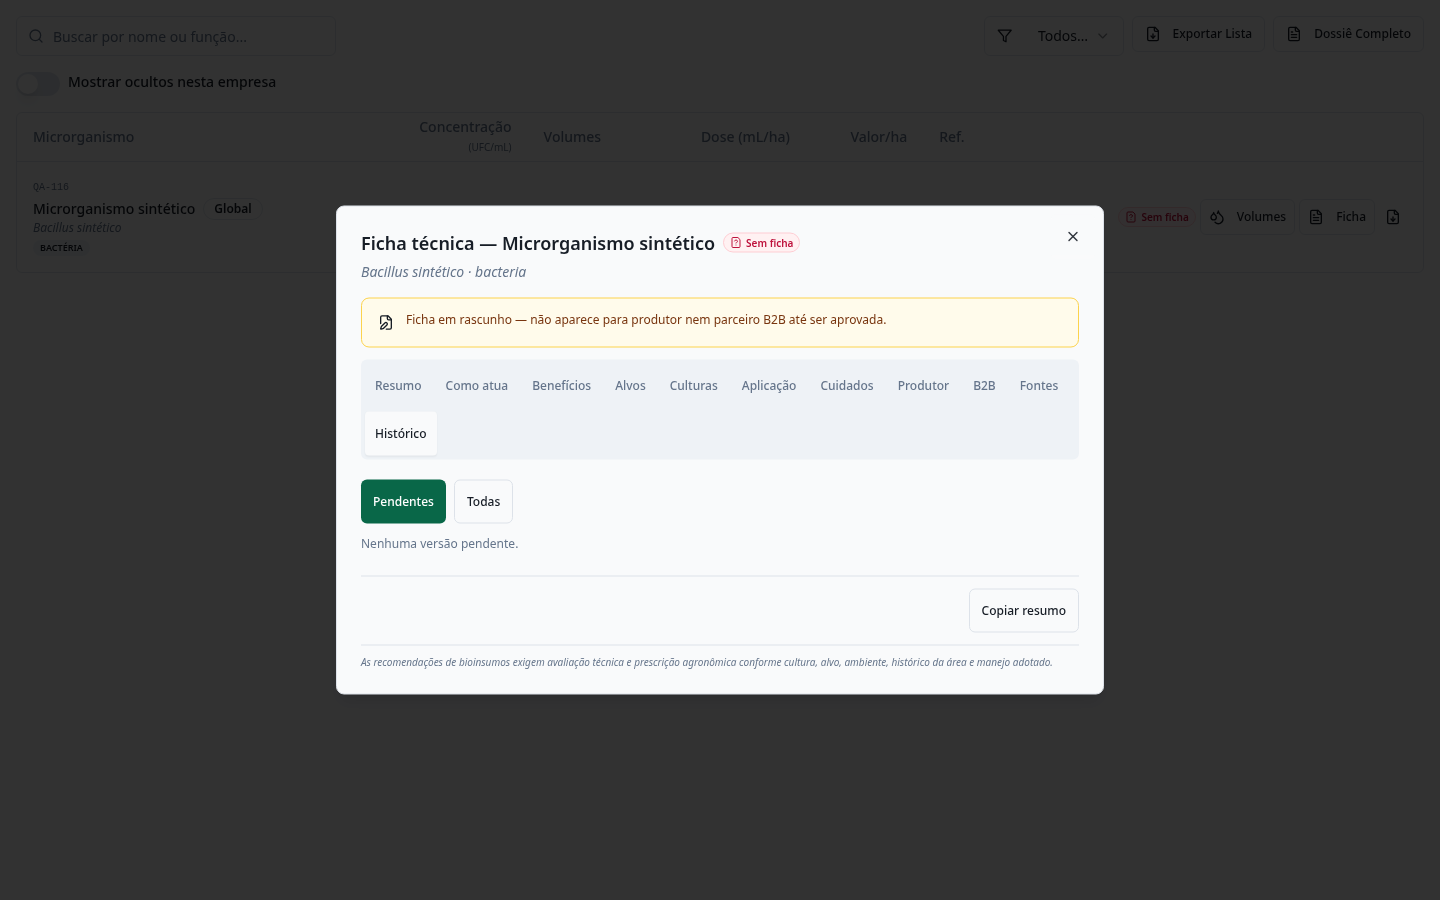 Buscar por nome ou função...
Todos...
Exportar Lista
Dossiê Completo
Mostrar ocultos nesta empresa
Microrganismo
Concentração
(UFC/mL)
Volumes
Dose (mL/ha)
Valor/ha
Ref.
QA-116
Microrganismo sintético
Global
Bacillus sintético
BACTÉRIA
Sem ficha
Volumes
Ficha
Ficha técnica — Microrganismo sintético
Sem ficha
Bacillus sintético · bacteria
Ficha em rascunho — não aparece para produtor nem parceiro B2B até ser aprovada.
Resumo Como atua Benefícios Alvos Culturas Aplicação Cuidados Produtor B2B Fontes
Histórico
Pendentes Todas
Nenhuma versão pendente.
Copiar resumo
As recomendações de bioinsumos exigem avaliação técnica e prescrição agronômica conforme cultura, alvo, ambiente, histórico da área e manejo adotado.